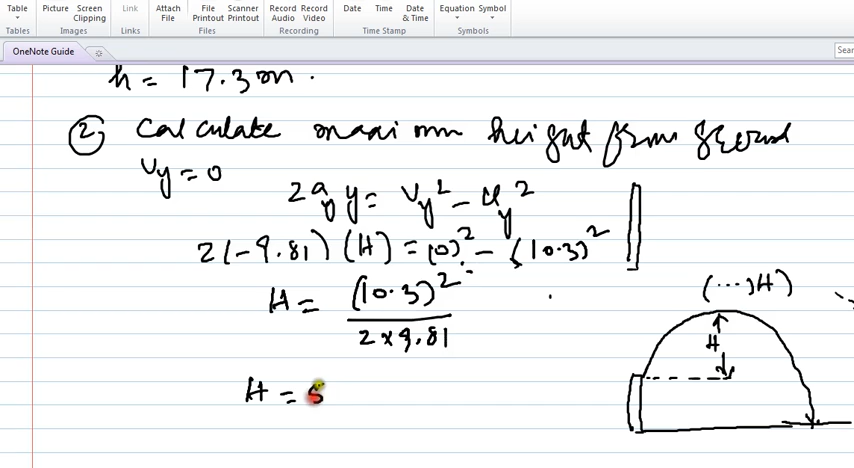 Table Picture Screen Clipping Link Attach File File Printout Scanner Printout Record Audio Record Video Date Time Date & Time Equation Symbol
Tables Images Links Files Recording Time Stamp Symbols
OneNote Guide Sear
h = 17.3m.
② Calculate maximum height from ground
Vy = 0
2 ay y = Vy² - uy²
2(-9.81)(H) = (0)² - (10.3)²
H = (10.3)² / 2 x 9.81
(...)H)
H
H = 5